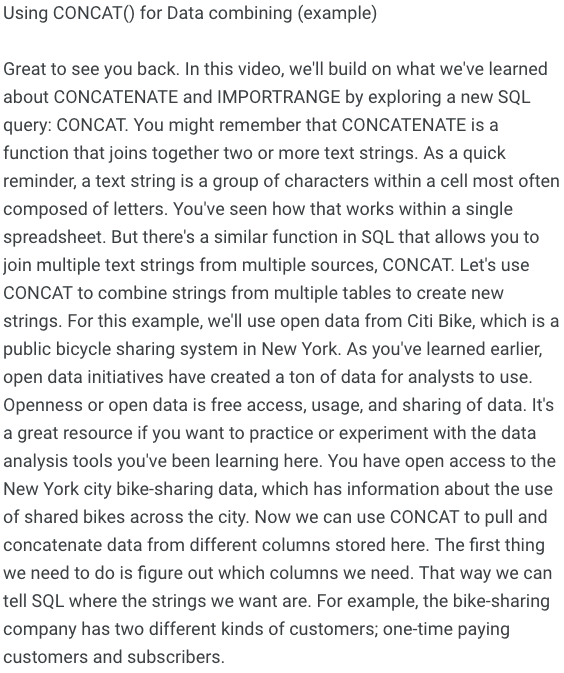 Using CONCAT() for Data combining (example)
Great to see you back. In this video, we'll build on what we've learned
about CONCATENATE and IMPORTRANGE by exploring a new SQL
query: CONCAT. You might remember that CONCATENATE is a
function that joins together two or more text strings. As a quick
reminder, a text string is a group of characters within a cell most often
composed of letters. You've seen how that works within a single
spreadsheet. But there's a similar function in SQL that allows you to
join multiple text strings from multiple sources, CONCAT. Let's use
CONCAT to combine strings from multiple tables to create new
strings. For this example, we'll use open data from Citi Bike, which is a
public bicycle sharing system in New York. As you've learned earlier,
open data initiatives have created a ton of data for analysts to use.
Openness or open data is free access, usage, and sharing of data. It's
a great resource if you want to practice or experiment with the data
analysis tools you've been learning here. You have open access to the
New York city bike-sharing data, which has information about the use
of shared bikes across the city. Now we can use CONCAT to pull and
concatenate data from different columns stored here. The first thing
we need to do is figure out which columns we need. That way we can
tell SQL where the strings we want are. For example, the bike-sharing
company has two different kinds of customers; one-time paying
customers and subscribers.